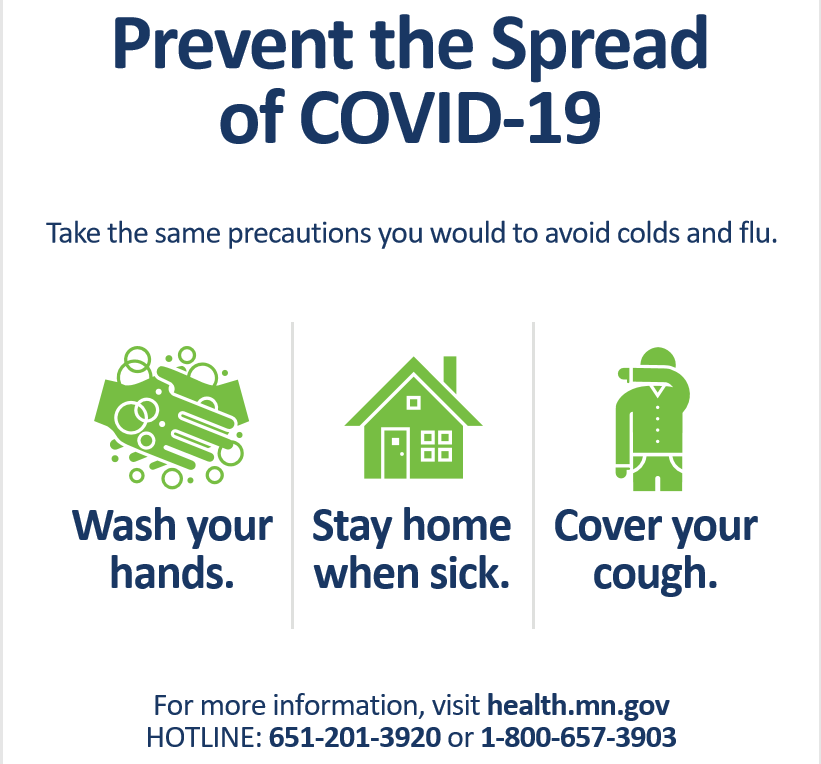 Prevent the Spread
of COVID-19
Take the same precautions you would to avoid colds and flu.
Wash your
hands.
Stay home
when sick.
Cover your
cough.
For more information, visit health.mn.gov
HOTLINE: 651-201-3920 or 1-800-657-3903